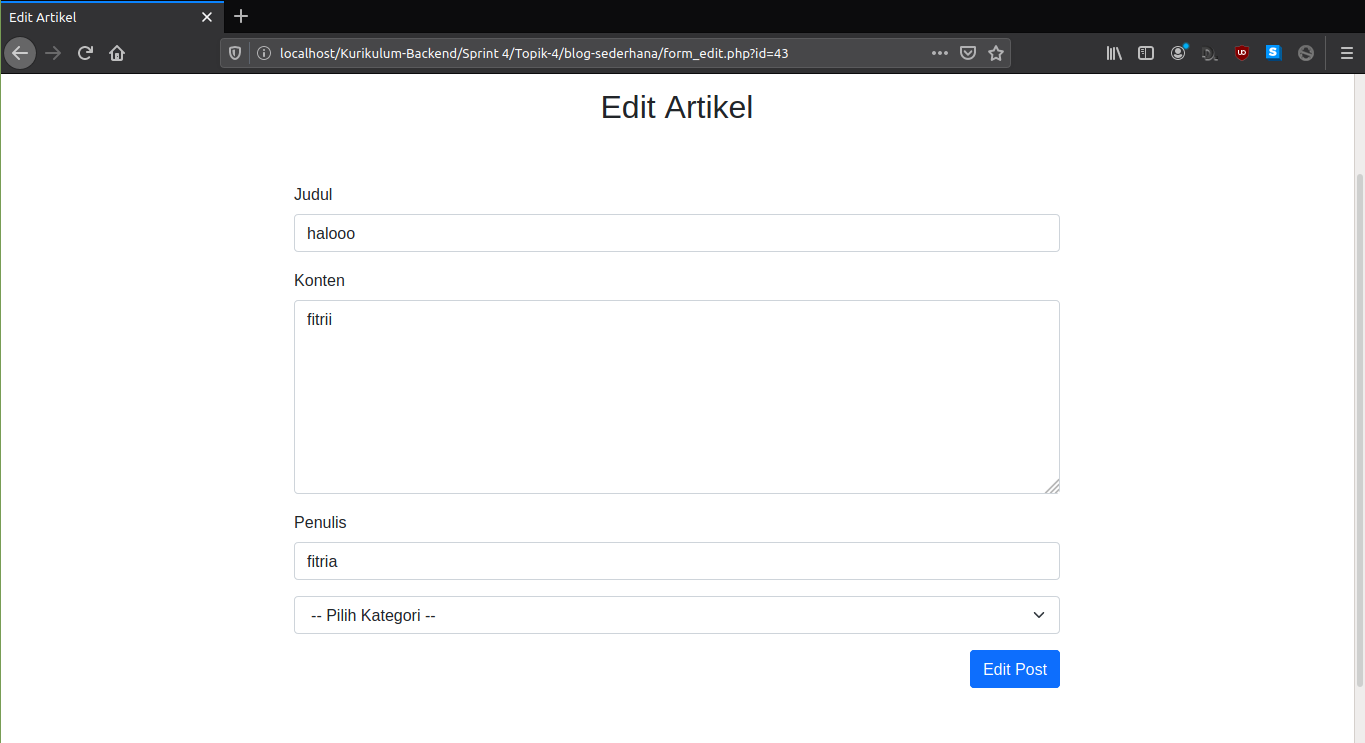 Edit Artikel
localhost/Kurikulum-Backend/Sprint 4/Topik-4/blog-sederhana/form_edit.php?id=43
Edit Artikel
Judul
halooo
Konten
fitrii
Penulis
fitria
-- Pilih Kategori --
Edit Post